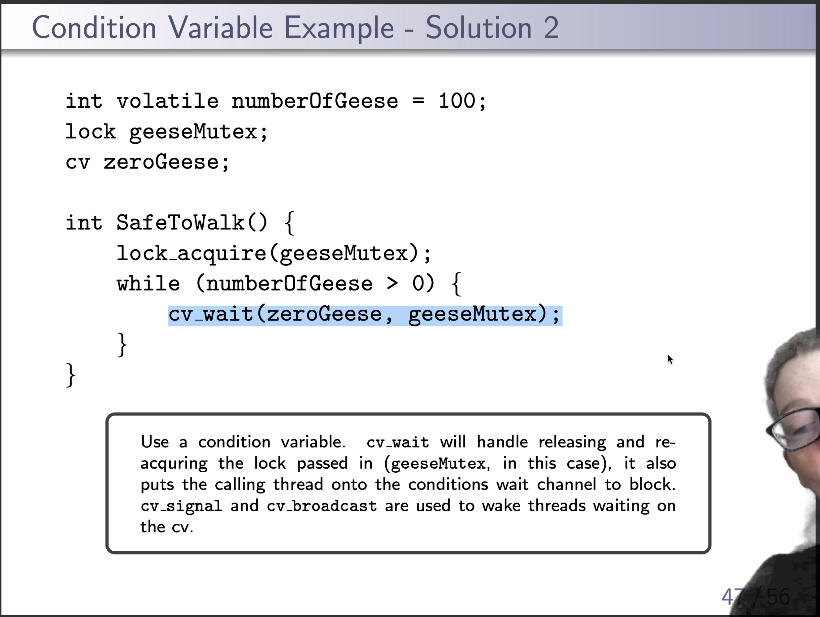 Condition Variable Example - Solution 2
int volatile numberOfGeese = 100;
lock geeseMutex;
cv zeroGeese;
int SafeToWalk() {
lock_acquire(geeseMutex);
while (numberOfGeese > 0) {
cv_wait(zeroGeese, geeseMutex);
}
}
Use a condition variable. cv_wait will handle releasing and re-
acquring the lock passed in (geeseMutex, in this case), it also
puts the calling thread onto the conditions wait channel to block.
cv_signal and cv_broadcast are used to wake threads waiting on
the cv.
47 / 56